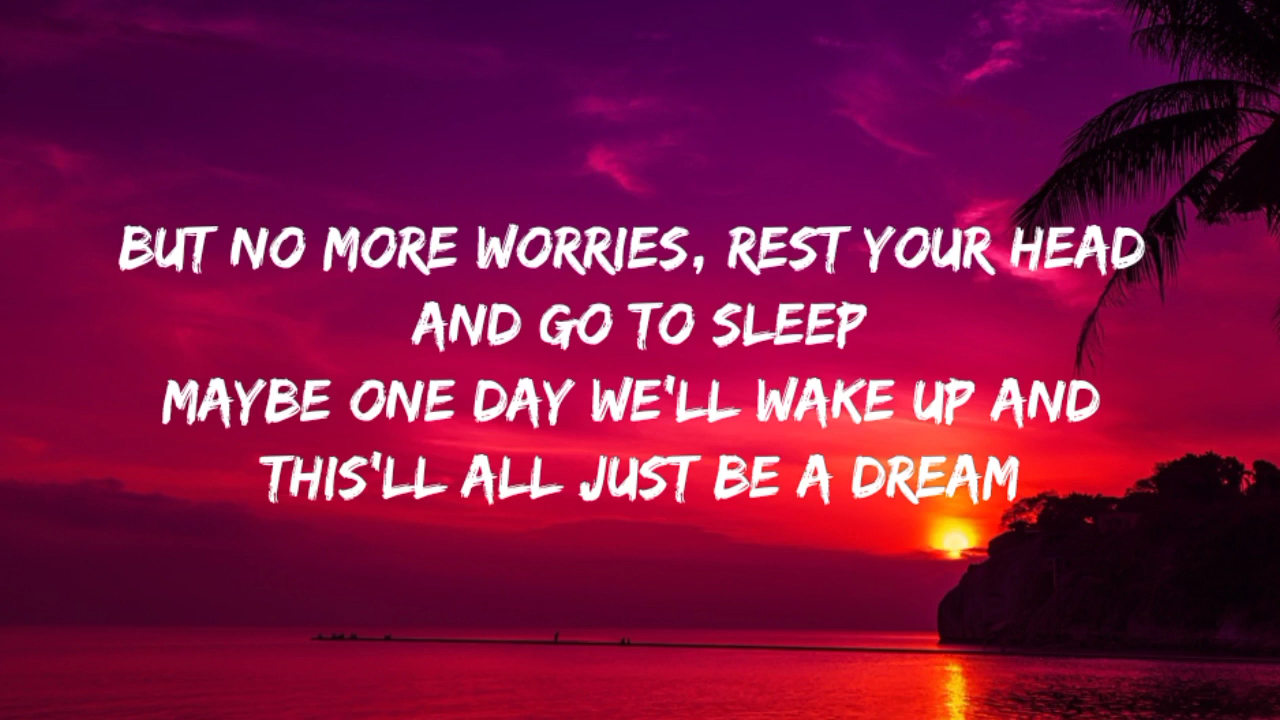 BUT NO MORE WORRIES, REST YOUR HEAD
AND GO TO SLEEP
MAYBE ONE DAY WE'LL WAKE UP AND
THIS'LL ALL JUST BE A DREAM